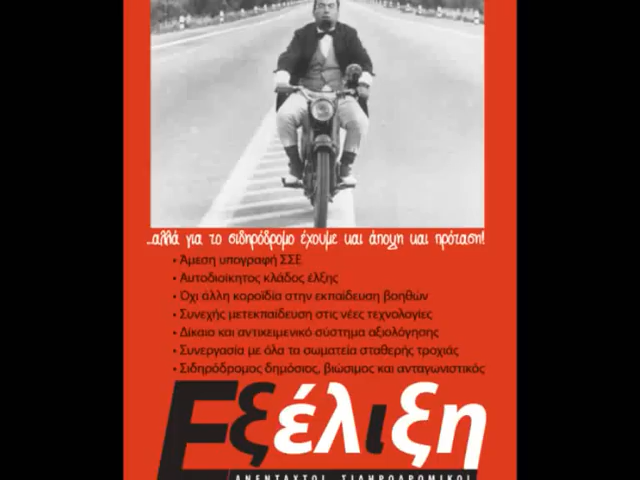 ...αλλά για το σιδηρόδρομο έχουμε και άποψη και πρόταση!
• Άμεση υπογραφή ΣΣΕ
• Αυτοδιοίκητος κλάδος έλξης
• Όχι άλλη κοροϊδία στην εκπαίδευση βοηθών
• Συνεχής μετεκπαίδευση στις νέες τεχνολογίες
• Δίκαιο και αντικειμενικό σύστημα αξιολόγησης
• Συνεργασία με όλα τα σωματεία σταθερής τροχιάς
• Σιδηρόδρομος δημόσιος, βιώσιμος και ανταγωνιστικός
Εξέλιξη
ΑΝΕΝΤΑΧΤΟΙ ΣΙΔΗΡΟΔΡΟΜΙΚΟΙ